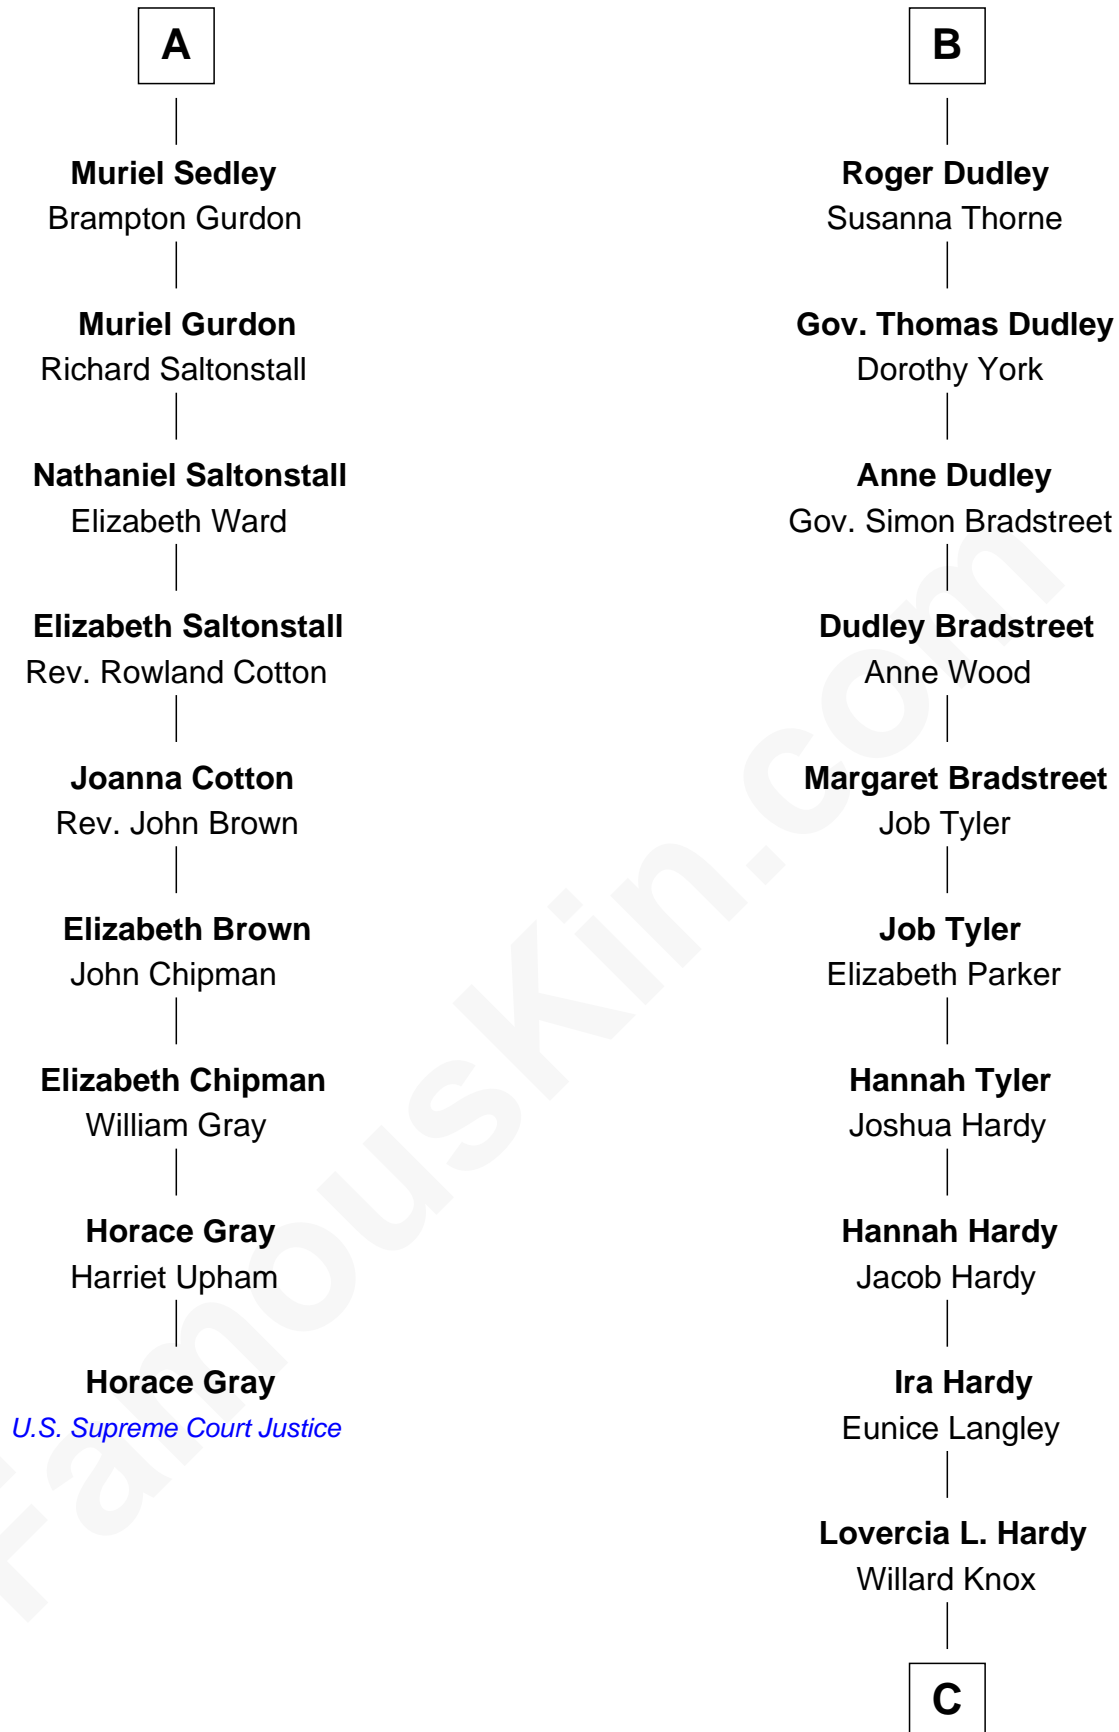 A
Muriel Sedley
Brampton Gurdon
Muriel Gurdon
Richard Saltonstall
Nathaniel Saltonstall
Elizabeth Ward
Elizabeth Saltonstall
Rev. Rowland Cotton
Joanna Cotton
Rev. John Brown
Elizabeth Brown
John Chipman
Elizabeth Chipman
William Gray
Horace Gray
Harriet Upham
Horace Gray
U.S. Supreme Court Justice
B
Roger Dudley
Susanna Thorne
Gov. Thomas Dudley
Dorothy York
Anne Dudley
Gov. Simon Bradstreet
Dudley Bradstreet
Anne Wood
Margaret Bradstreet
Job Tyler
Job Tyler
Elizabeth Parker
Hannah Tyler
Joshua Hardy
Hannah Hardy
Jacob Hardy
Ira Hardy
Eunice Langley
Lovercia L. Hardy
Willard Knox
C
FamousKin.com